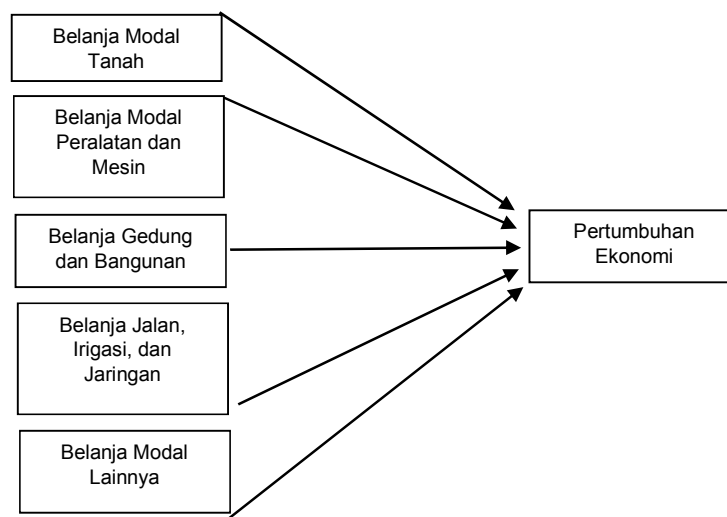 Belanja Modal
Tanah
Belanja Modal
Peralatan dan
Mesin
Belanja Gedung
dan Bangunan
Belanja Jalan,
Irigasi, dan
Jaringan
Belanja Modal
Lainnya
Pertumbuhan
Ekonomi